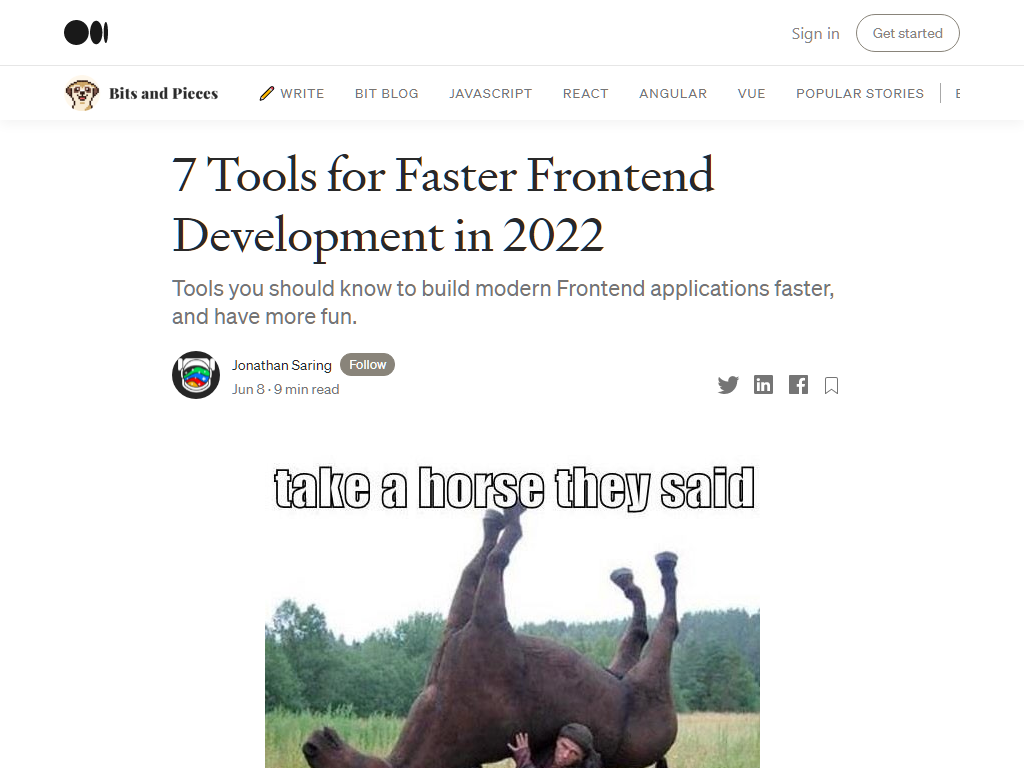 Sign in
Get started
Bits and Pieces
WRITE
BIT BLOG
JAVASCRIPT
REACT
ANGULAR
VUE
POPULAR STORIES
7 Tools for Faster Frontend
Development in 2022
Tools you should know to build modern Frontend applications faster,
and have more fun.
Jonathan Saring
Follow
Jun 8 · 9 min read
take a horse they said